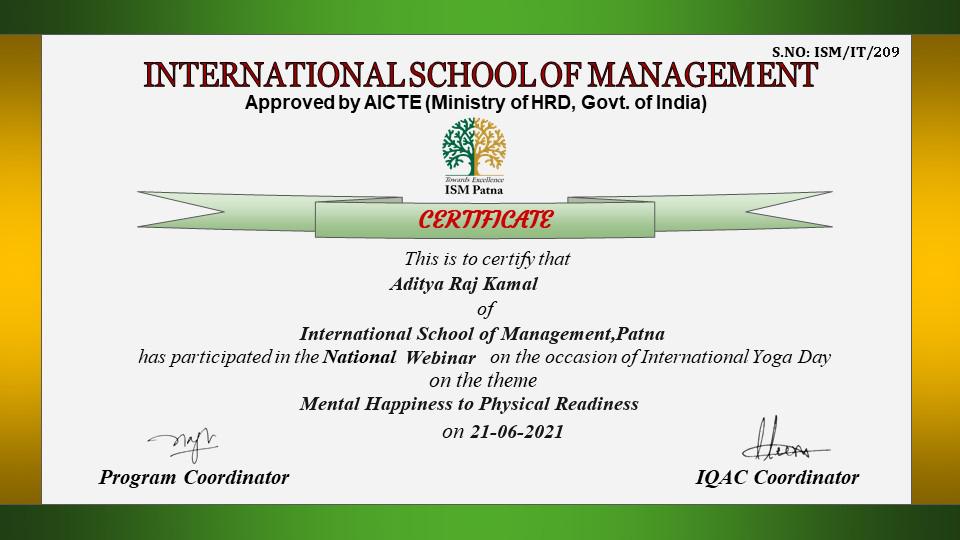 S.NO: ISM/IT/209
INTERNATIONAL SCHOOL OF MANAGEMENT
Approved by AICTE (Ministry of HRD, Govt. of India)
Towards Excellence
ISM Patna
CERTIFICATE
This is to certify that
Aditya Raj Kamal
of
International School of Management,Patna
has participated in the National Webinar on the occasion of International Yoga Day
on the theme
Mental Happiness to Physical Readiness
on 21-06-2021
Program Coordinator IQAC Coordinator